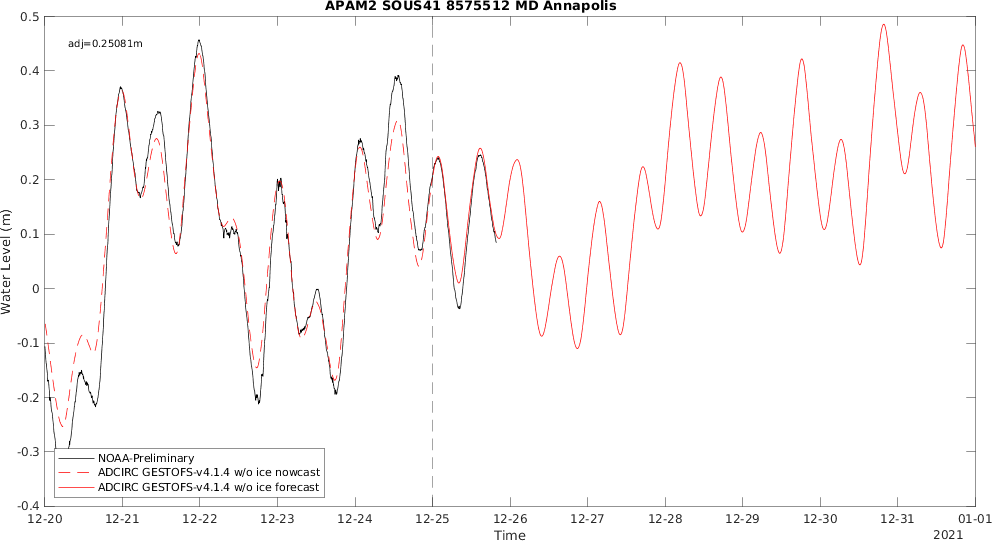 APAM2 SOUS41 8575512 MD Annapolis
adj=0.25081m
0.5
0.4
0.3
0.2
0.1
0
-0.1
-0.2
-0.3
-0.4
Water Level (m)
NOAA-Preliminary
ADCIRC GESTOFS-v4.1.4 w/o ice nowcast
ADCIRC GESTOFS-v4.1.4 w/o ice forecast
12-20 12-21 12-22 12-23 12-24 12-25 12-26 12-27 12-28 12-29 12-30 12-31 01-01
Time
2021